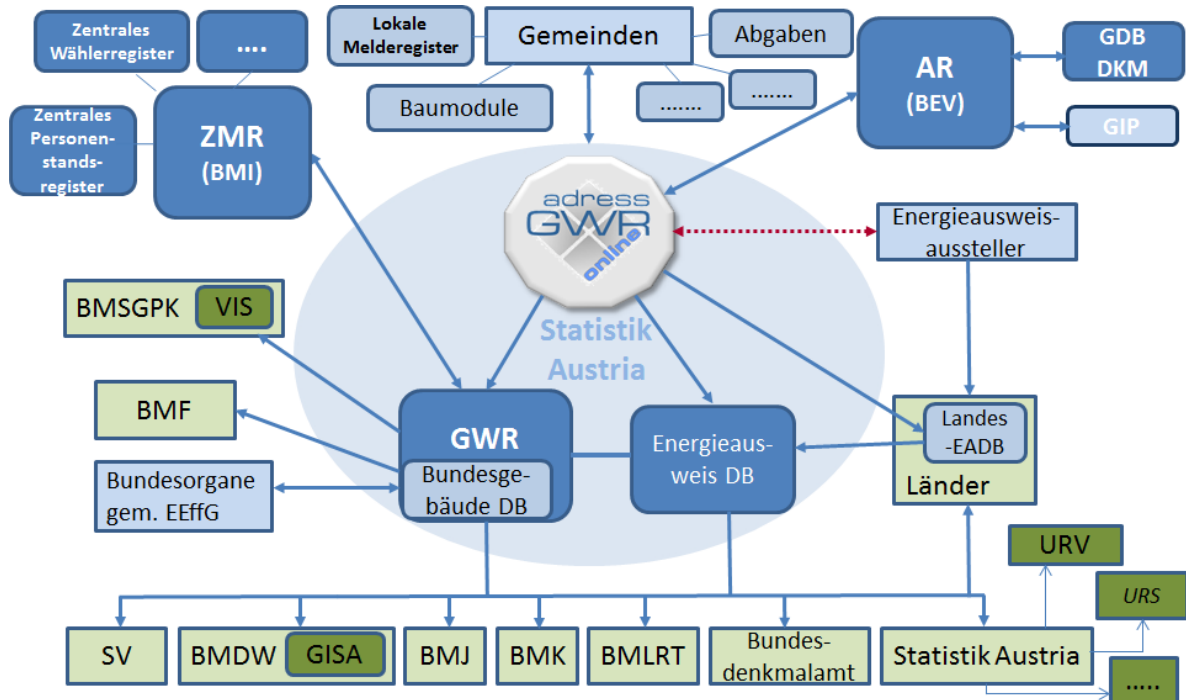 Zentrales
Wählerregister
....
Zentrales
Personen-
stands-
register
ZMR
(BMI)
Lokale
Melderegister
Gemeinden
Abgaben
Baumodule
.......
.......
AR
(BEV)
GDB
DKM
GIP
adress
GWR
online
Energieausweis-
aussteller
Statistik
Austria
BMSGPK
VIS
BMF
Bundesorgane
gem. EEffG
GWR
Bundesge-
bäude DB
Energieaus-
weis DB
Landes
-EADB
Länder
URV
URS
.....
SV
BMDW
GISA
BMJ
BMK
BMLRT
Bundes-
denkmalamt
Statistik Austria